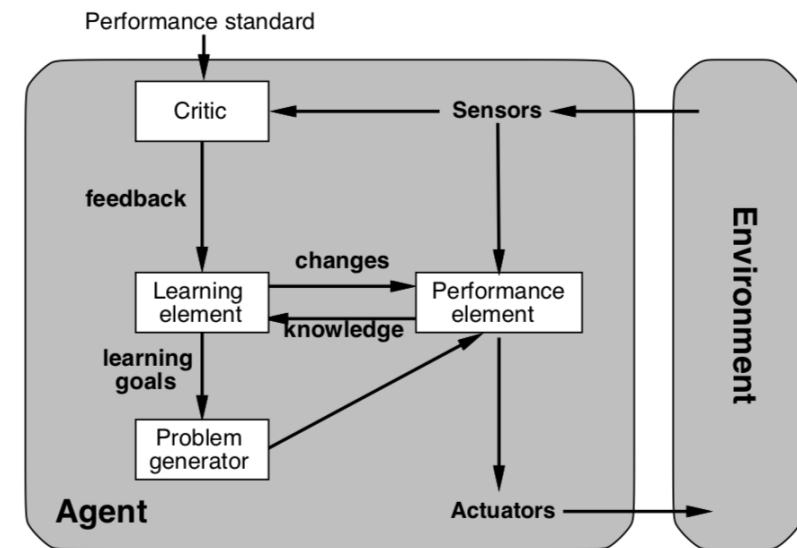 Performance standard
Critic
Sensors
feedback
changes
Learning
element
Performance
element
knowledge
learning
goals
Problem
generator
Agent
Actuators
Environment